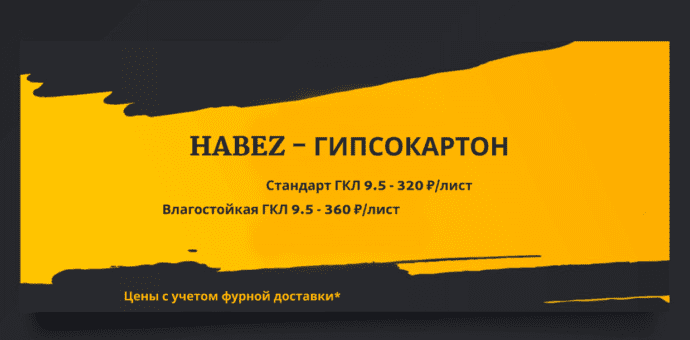 HABEZ – ГИПСОКАРТОН
Стандарт ГКЛ 9.5 - 320 ₽/лист
Влагостойкая ГКЛ 9.5 - 360 ₽/лист
Цены с учетом фурной доставки*